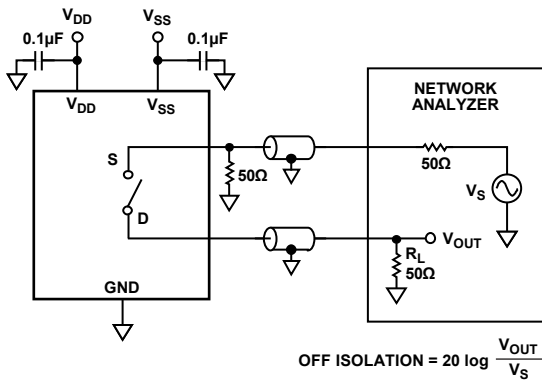 VDD
VSS
0.1µF
0.1µF
VDD
VSS
NETWORK
ANALYZER
S
50Ω
50Ω
VS
D
VOUT
RL
50Ω
GND
OFF ISOLATION = 20 log VOUT
VS